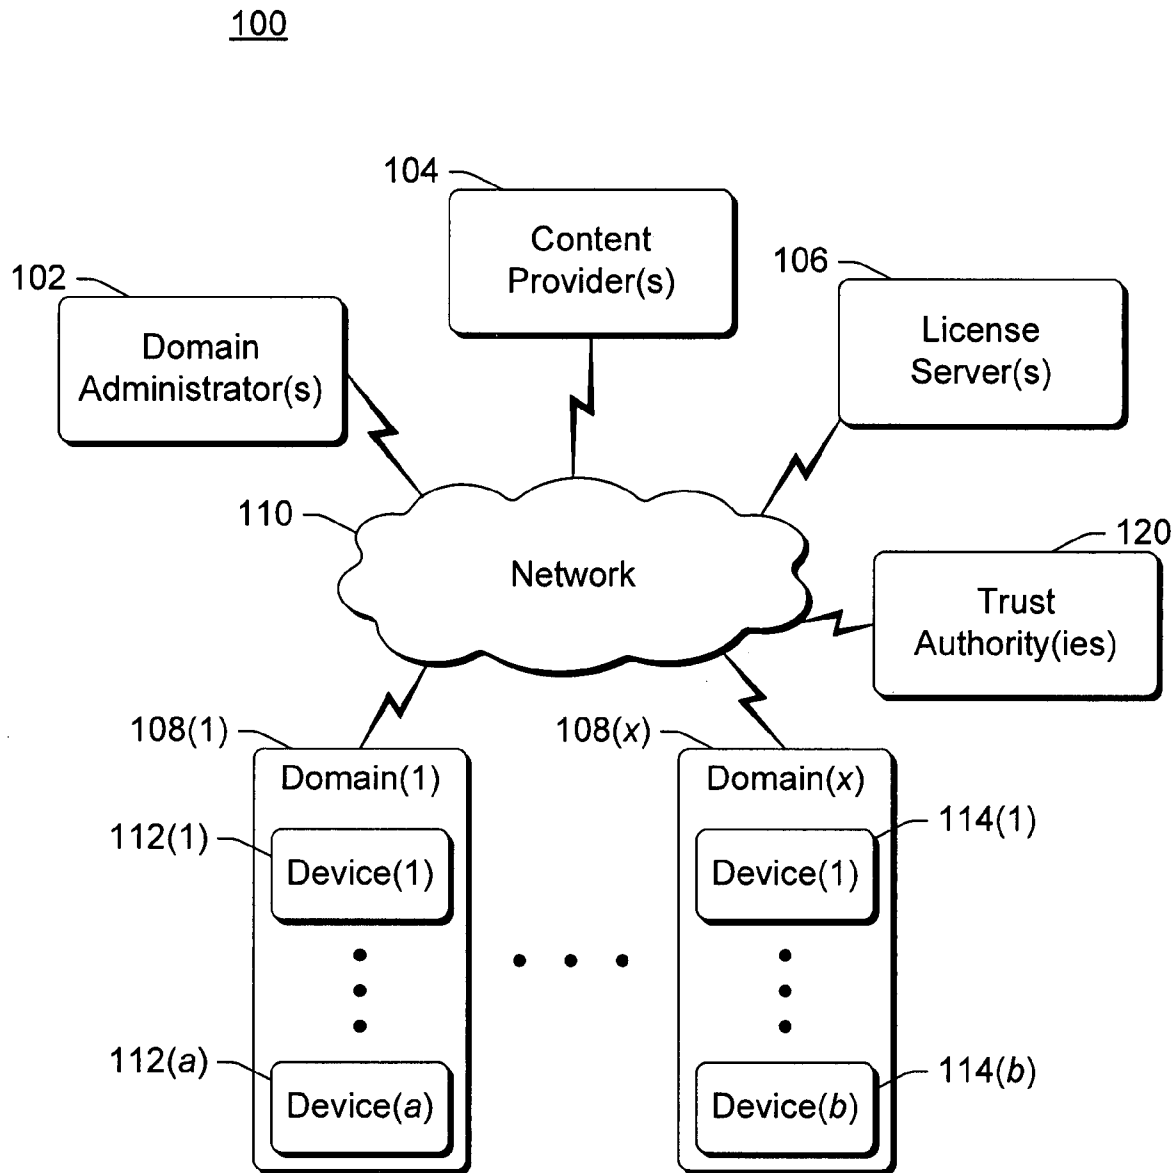 100
104
Content
Provider(s)
102
Domain
Administrator(s)
106
License
Server(s)
110
Network
120
Trust
Authority(ies)
108(1)
Domain(1)
112(1)
Device(1)
112(a)
Device(a)
108(x)
Domain(x)
114(1)
Device(1)
114(b)
Device(b)